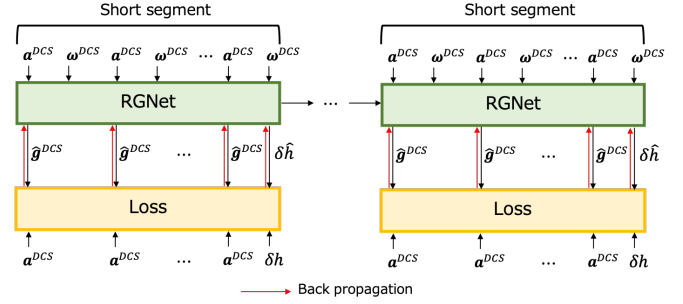 Short segment Short segment
a^DCS ω^DCS a^DCS ω^DCS ... a^DCS ω^DCS a^DCS ω^DCS a^DCS ω^DCS ... a^DCS ω^DCS
RGNet ... RGNet
ĝ^DCS ĝ^DCS ... ĝ^DCS δĥ ĝ^DCS ... ĝ^DCS δĥ
Loss Loss
a^DCS a^DCS ... a^DCS δh a^DCS a^DCS ... a^DCS δh
Back propagation